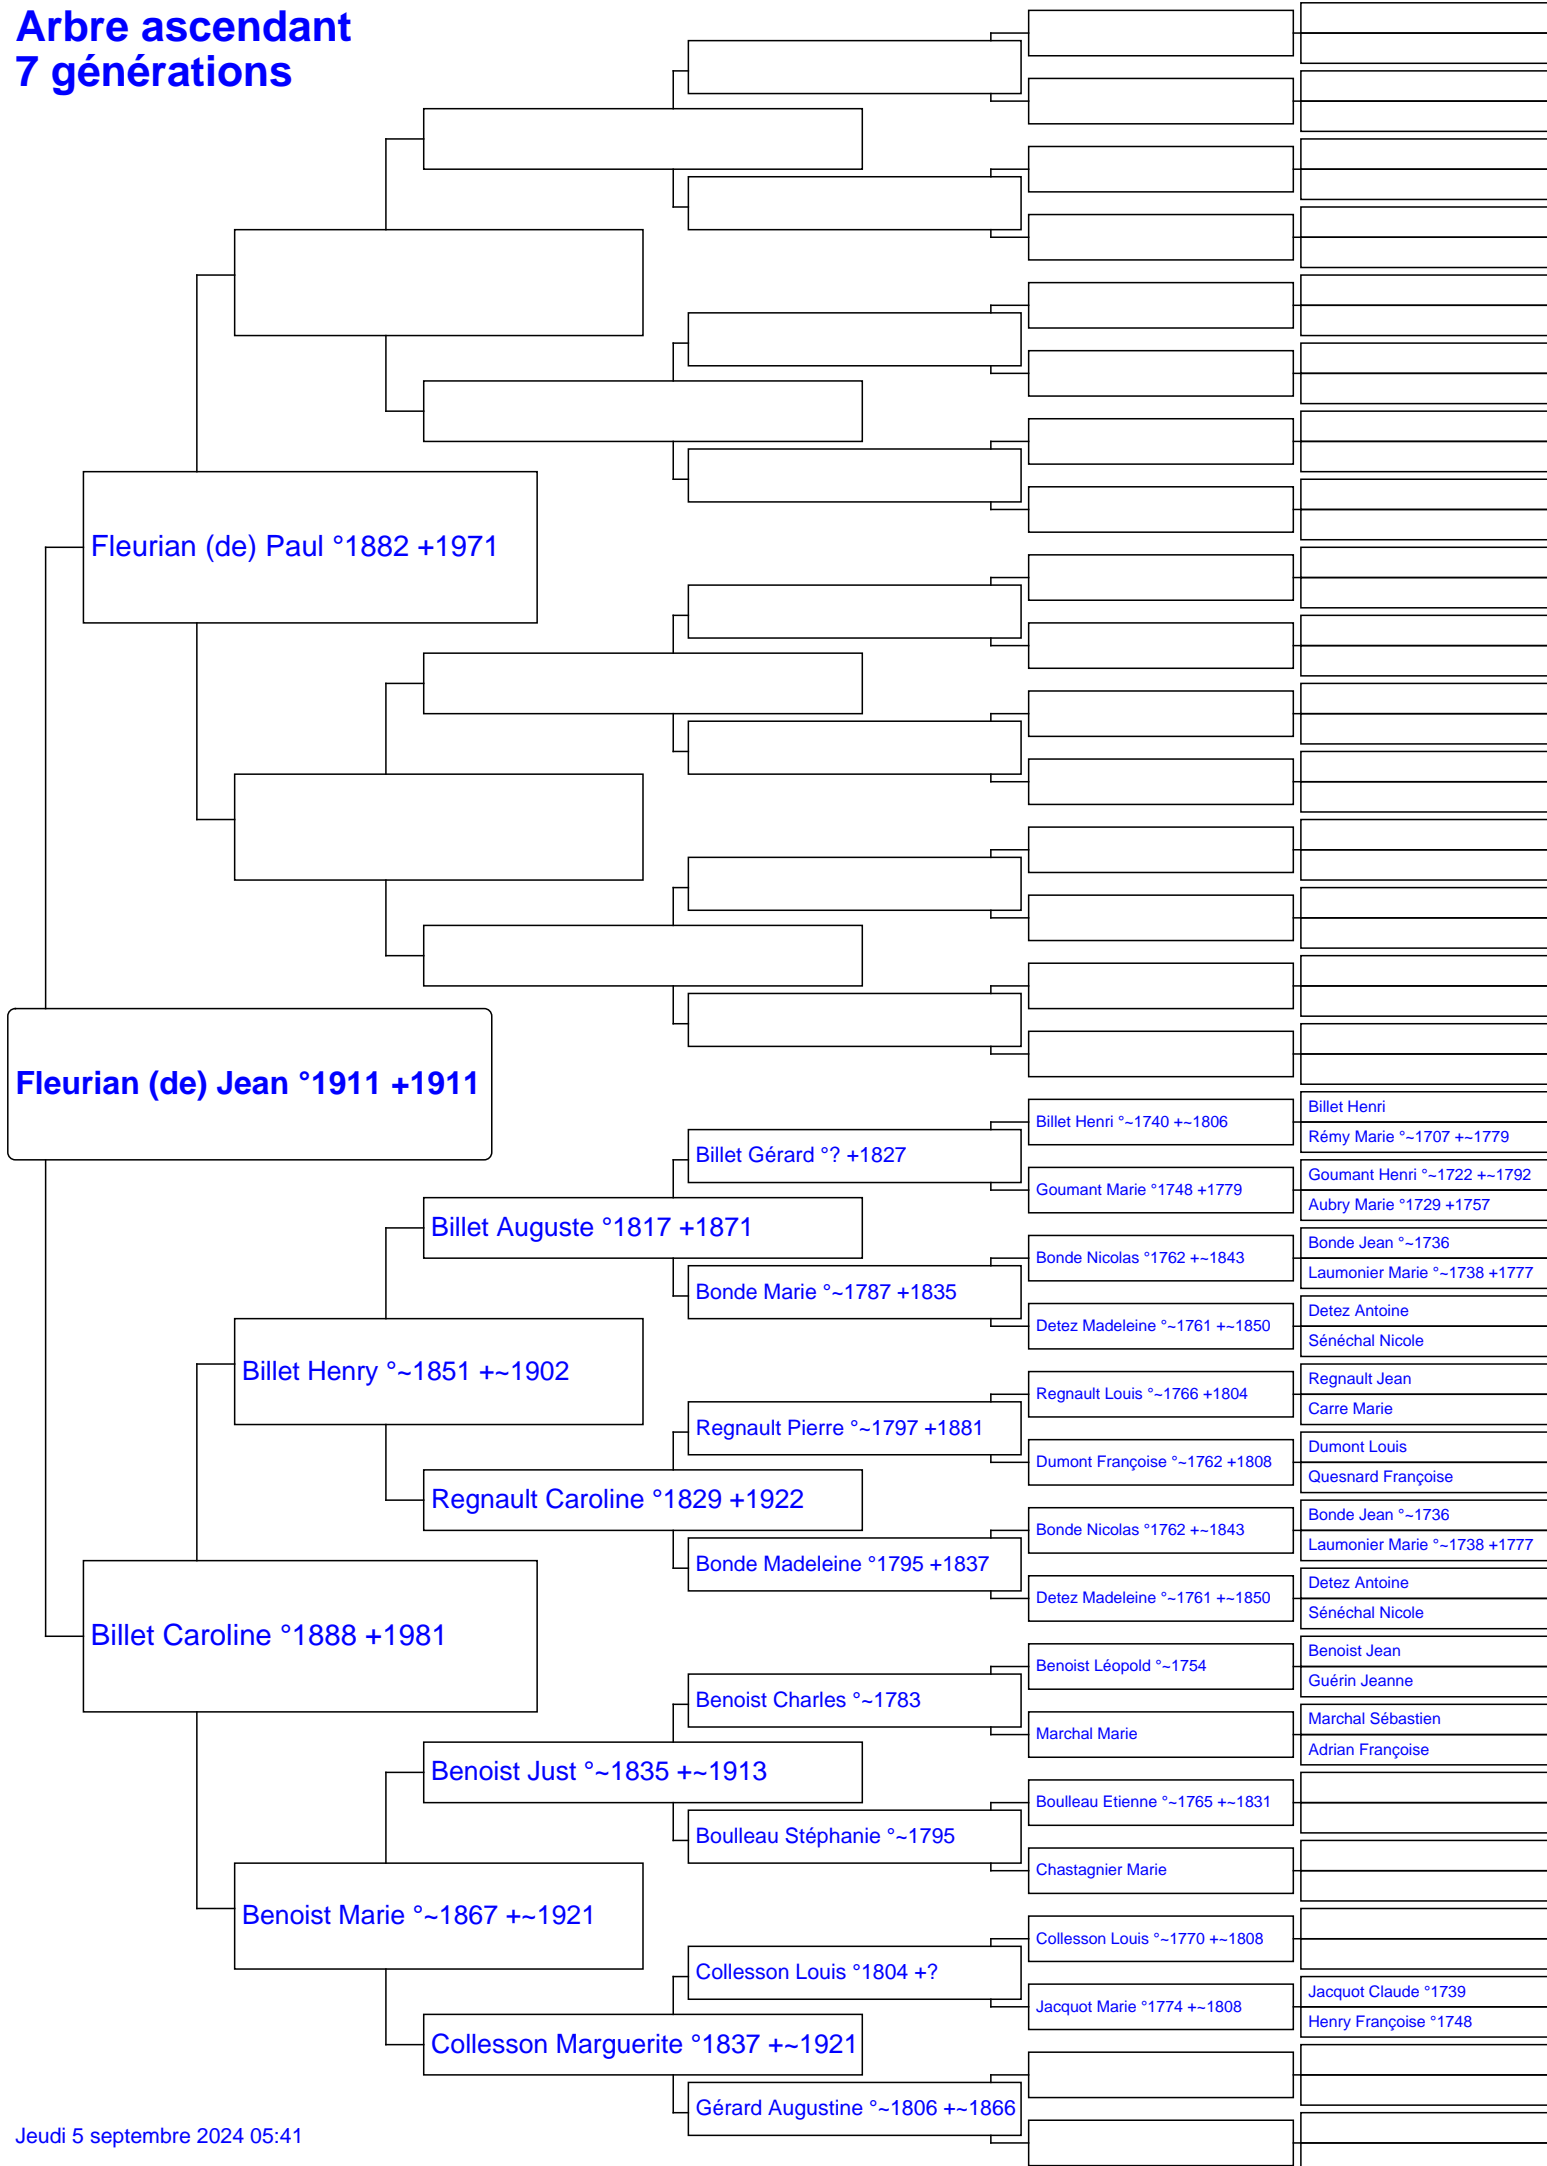 Arbre ascendant
7 générations
Fleurian (de) Paul °1882 +1971
Fleurian (de) Jean °1911 +1911
Billet Henri
Billet Henri °~1740 +~1806
Rémy Marie °~1707 +~1779
Billet Gérard °? +1827
Goumant Henri °~1722 +~1792
Goumant Marie °1748 +1779
Aubry Marie °1729 +1757
Billet Auguste °1817 +1871
Bonde Jean °~1736
Bonde Nicolas °1762 +~1843
Laumonier Marie °~1738 +1777
Bonde Marie °~1787 +1835
Detez Antoine
Detez Madeleine °~1761 +~1850
Sénéchal Nicole
Billet Henry °~1851 +~1902
Regnault Jean
Regnault Louis °~1766 +1804
Carre Marie
Regnault Pierre °~1797 +1881
Dumont Louis
Dumont Françoise °~1762 +1808
Quesnard Françoise
Regnault Caroline °1829 +1922
Bonde Jean °~1736
Bonde Nicolas °1762 +~1843
Laumonier Marie °~1738 +1777
Bonde Madeleine °1795 +1837
Detez Antoine
Detez Madeleine °~1761 +~1850
Sénéchal Nicole
Billet Caroline °1888 +1981
Benoist Jean
Benoist Léopold °~1754
Guérin Jeanne
Benoist Charles °~1783
Marchal Sébastien
Marchal Marie
Adrian Françoise
Benoist Just °~1835 +~1913
Boulleau Etienne °~1765 +~1831
Boulleau Stéphanie °~1795
Chastagnier Marie
Benoist Marie °~1867 +~1921
Collesson Louis °~1770 +~1808
Collesson Louis °1804 +?
Jacquot Claude °1739
Jacquot Marie °1774 +~1808
Henry Françoise °1748
Collesson Marguerite °1837 +~1921
Gérard Augustine °~1806 +~1866
Jeudi 5 septembre 2024 05:41